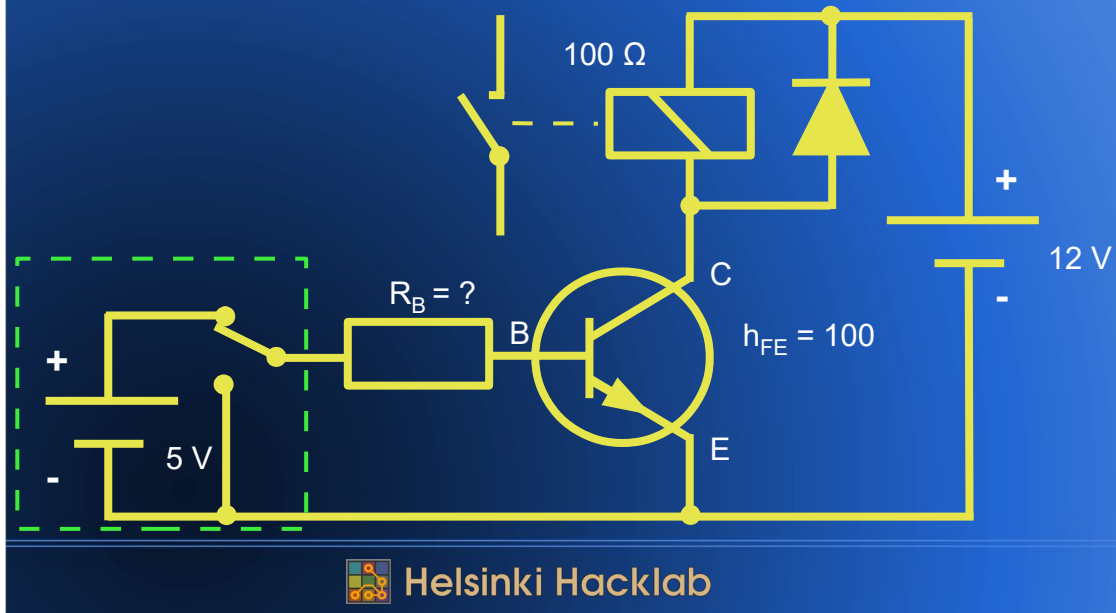 100 Ω
+
12 V
-
C
R_B = ?
B
h_FE = 100
+
5 V
-
E
Helsinki Hacklab